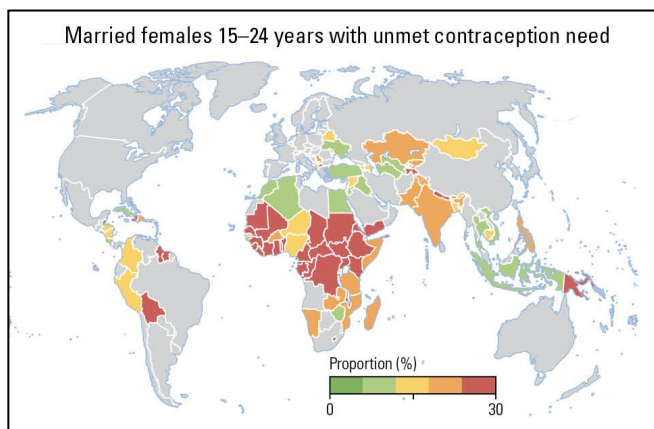 Married females 15–24 years with unmet contraception need
Proportion (%)
0
30